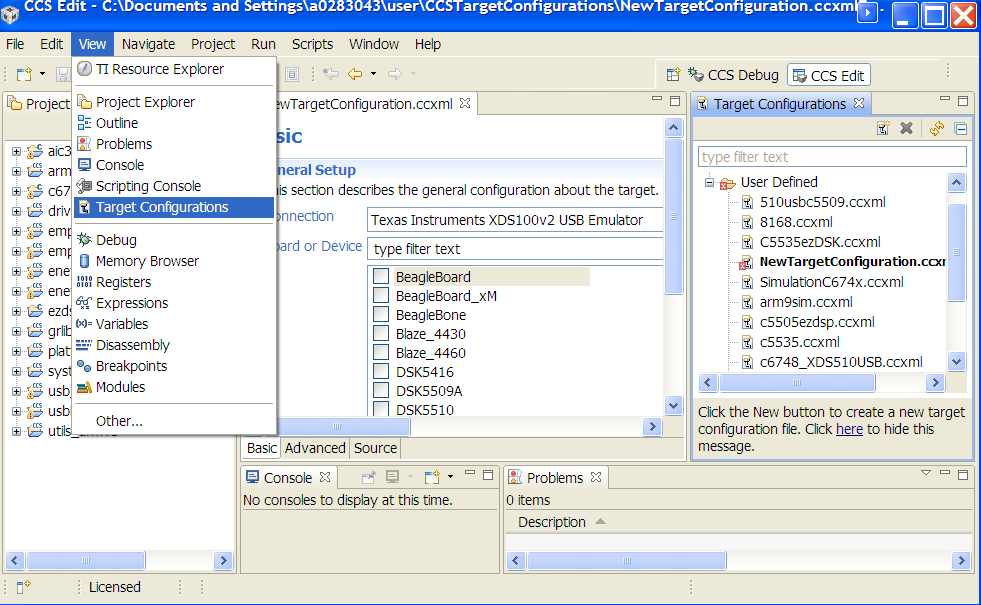 CCS Edit - C:\Documents and Settings\a0283043\user\CCSTargetConfigurations\NewTargetConfiguration.ccxml
File Edit View Navigate Project Run Scripts Window Help
CCS Debug CCS Edit
TI Resource Explorer
Project Explorer
Outline
Problems
Console
Scripting Console
Target Configurations
Debug
Memory Browser
Registers
Expressions
Variables
Disassembly
Breakpoints
Modules
Other...
Project
aic3
arm
c67
driv
emp
emp
ene
ene
ezds
grlib
plat
syst
usb
usb
utils_
ewTargetConfiguration.ccxml
sic
neral Setup
his section describes the general configuration about the target.
onnection Texas Instruments XDS100v2 USB Emulator
oard or Device type filter text
BeagleBoard
BeagleBoard_xM
BeagleBone
Blaze_4430
Blaze_4460
DSK5416
DSK5509A
DSK5510
Basic Advanced Source
Target Configurations
type filter text
User Defined
510usbc5509.ccxml
8168.ccxml
C5535ezDSK.ccxml
NewTargetConfiguration.ccxr
SimulationC674x.ccxml
arm9sim.ccxml
c5505ezdsp.ccxml
c5535.ccxml
c6748_XDS510USB.ccxml
Click the New button to create a new target
configuration file. Click here to hide this
message.
Console
No consoles to display at this time.
Problems
0 items
Description
Licensed